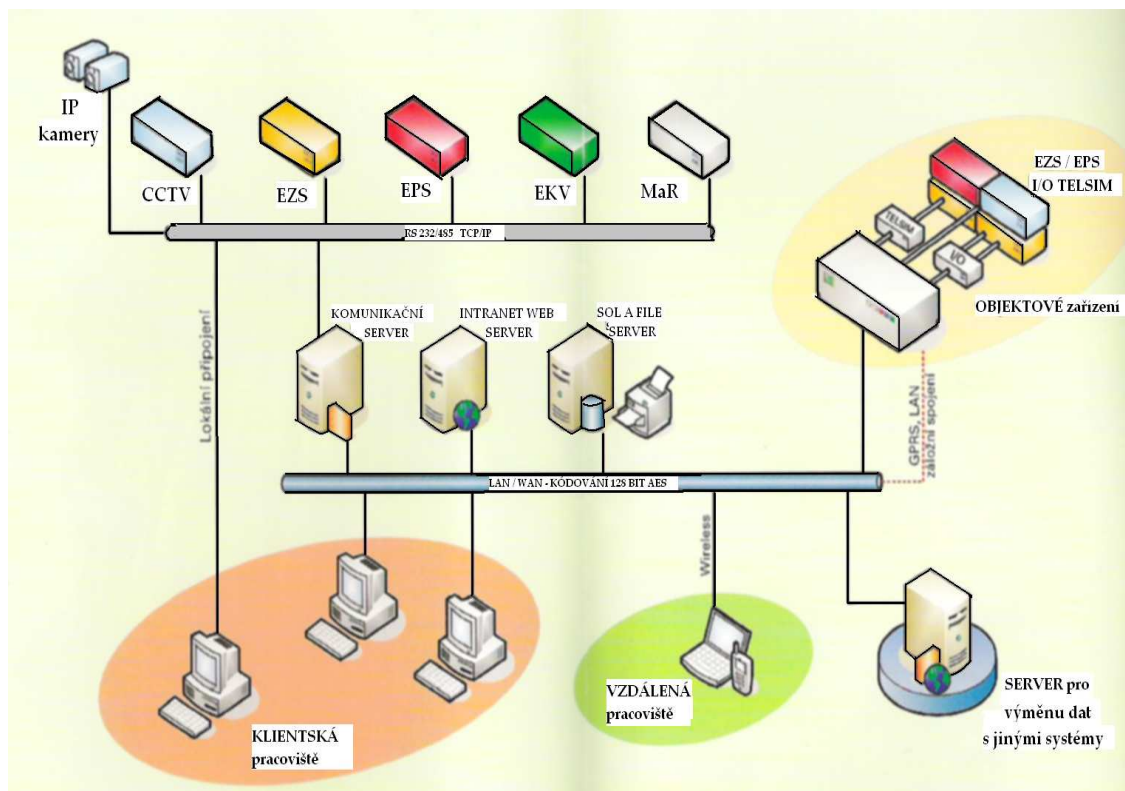 IP
kamery
CCTV
EZS
EPS
EKV
MaR
RS 232/485 TCP/IP
EZS / EPS
I/O TELSIM
TELSIM
I/O
OBJEKTOVÉ zařízení
KOMUNIKAČNÍ
SERVER
INTRANET WEB
SERVER
SOL A FILE
SERVER
Lokální připojení
GPRS, LAN
záložní spojení
LAN / WAN - KÓDOVÁNÍ 128 BIT AES
Wireless
KLIENTSKÁ
pracoviště
VZDÁLENÁ
pracoviště
SERVER pro
výměnu dat
s jinými systémy